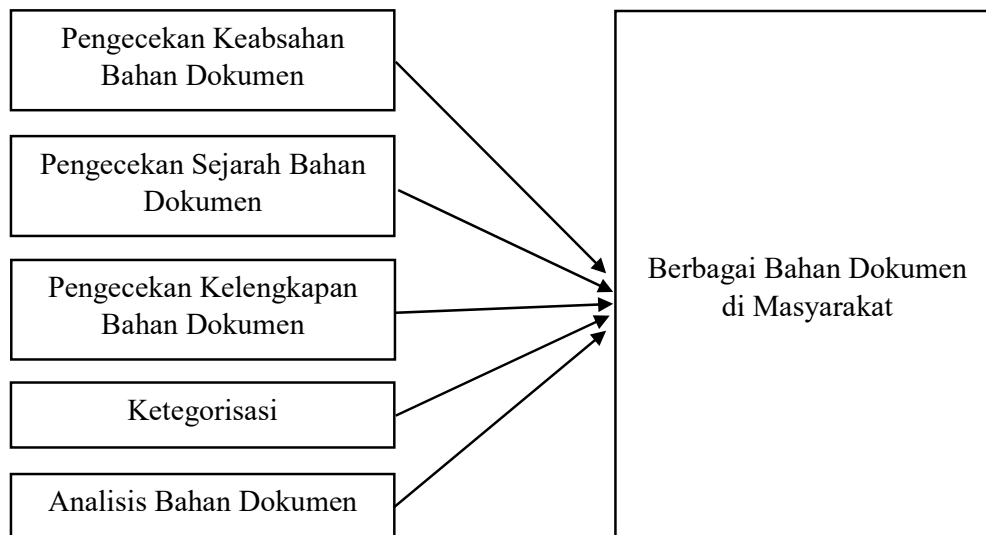 Pengecekan Keabsahan
Bahan Dokumen
Pengecekan Sejarah Bahan
Dokumen
Pengecekan Kelengkapan
Bahan Dokumen
Ketegorisasi
Analisis Bahan Dokumen
Berbagai Bahan Dokumen
di Masyarakat